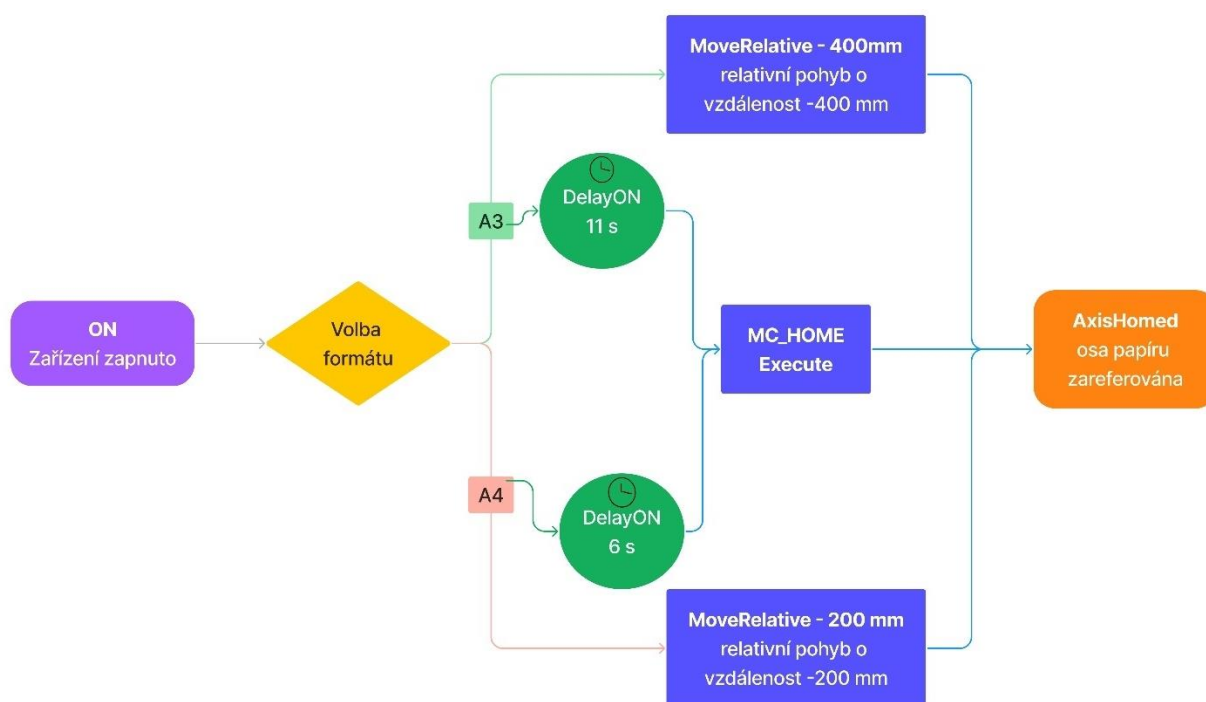 ON
Zařízení zapnuto
Volba
formátu
A3
A4
MoveRelative - 400mm
relativní pohyb o
vzdálenost -400 mm
DelayON
11 s
DelayON
6 s
MC_HOME
Execute
MoveRelative - 200 mm
relativní pohyb o
vzdálenost -200 mm
AxisHomed
osa papíru
zareferována